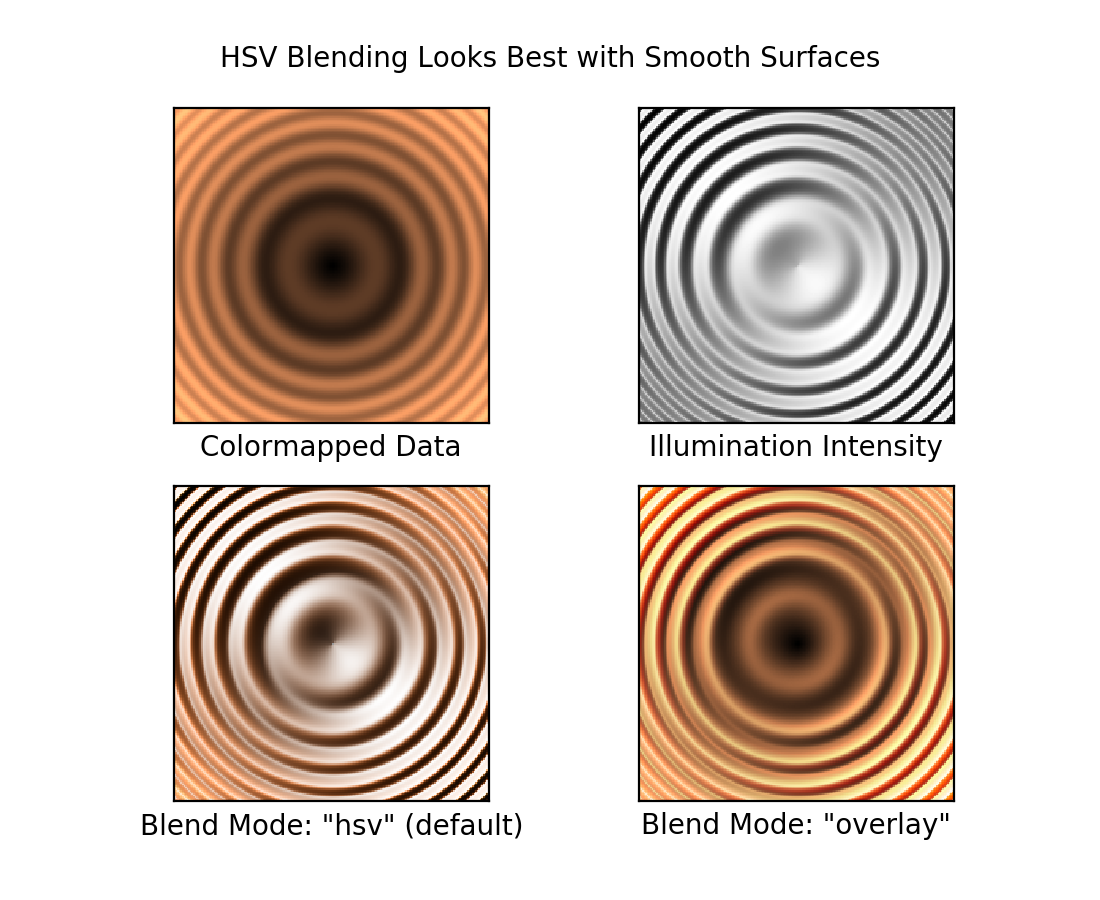 HSV Blending Looks Best with Smooth Surfaces
Colormapped Data
Illumination Intensity
Blend Mode: "hsv" (default)
Blend Mode: "overlay"